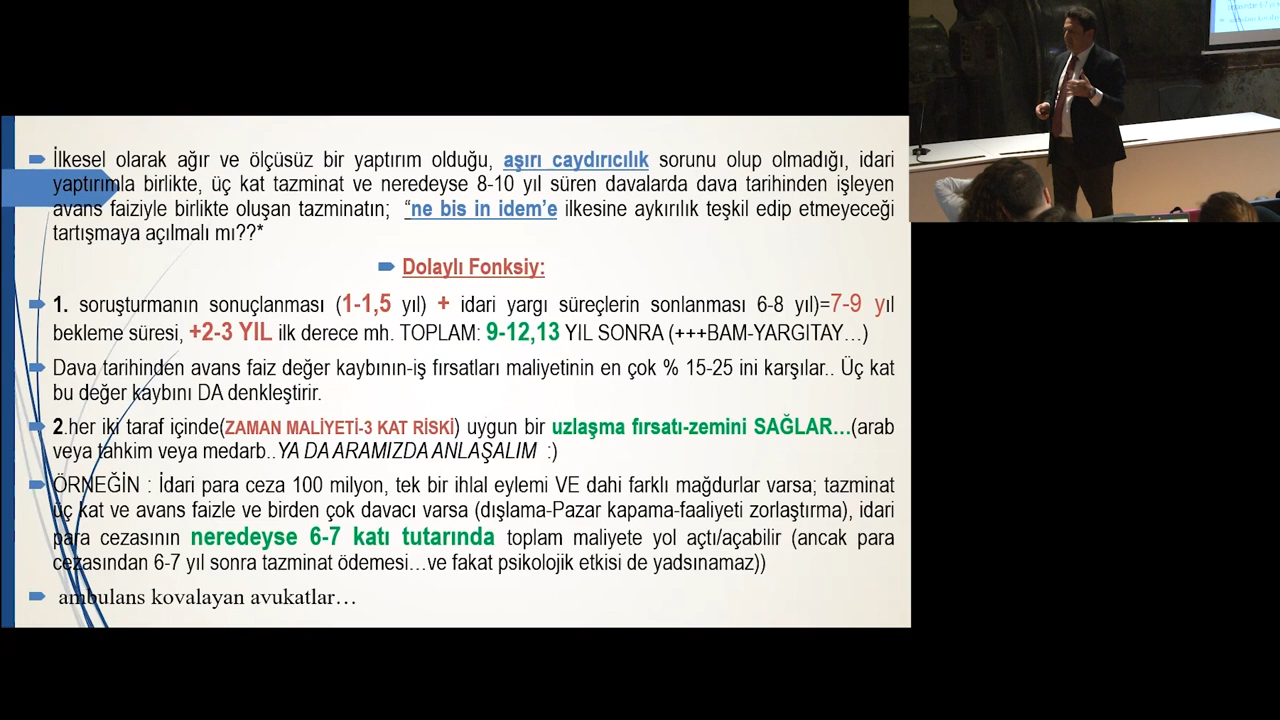 İlkesel olarak ağır ve ölçüsüz bir yaptırım olduğu, aşırı caydırıcılık sorunu olup olmadığı, idari
yaptırımla birlikte, üç kat tazminat ve neredeyse 8-10 yıl süren davalarda dava tarihinden işleyen
avans faiziyle birlikte oluşan tazminatın; “ne bis in idem’e ilkesine aykırılık teşkil edip etmeyeceği
tartışmaya açılmalı mı??*
Dolaylı Fonksiy:
1. soruşturmanın sonuçlanması (1-1,5 yıl) + idari yargı süreçlerin sonlanması 6-8 yıl)=7-9 yıl
bekleme süresi, +2-3 YIL ilk derece mh. TOPLAM: 9-12,13 YIL SONRA (+++BAM-YARGITAY…)
Dava tarihinden avans faiz değer kaybının-iş fırsatları maliyetinin en çok % 15-25 ini karşılar.. Üç kat
bu değer kaybını DA denkleştirir.
2.her iki taraf içinde(ZAMAN MALİYETİ-3 KAT RİSKİ) uygun bir uzlaşma fırsatı-zemini SAĞLAR…(arab
veya tahkim veya medarb..YA DA ARAMIZDA ANLAŞALIM :)
ÖRNEĞİN : İdari para ceza 100 milyon, tek bir ihlal eylemi VE dahi farklı mağdurlar varsa; tazminat
üç kat ve avans faizle ve birden çok davacı varsa (dışlama-Pazar kapama-faaliyeti zorlaştırma), idari
para cezasının neredeyse 6-7 katı tutarında toplam maliyete yol açtı/açabilir (ancak para
cezasından 6-7 yıl sonra tazminat ödemesi…ve fakat psikolojik etkisi de yadsınamaz))
ambulans kovalayan avukatlar…